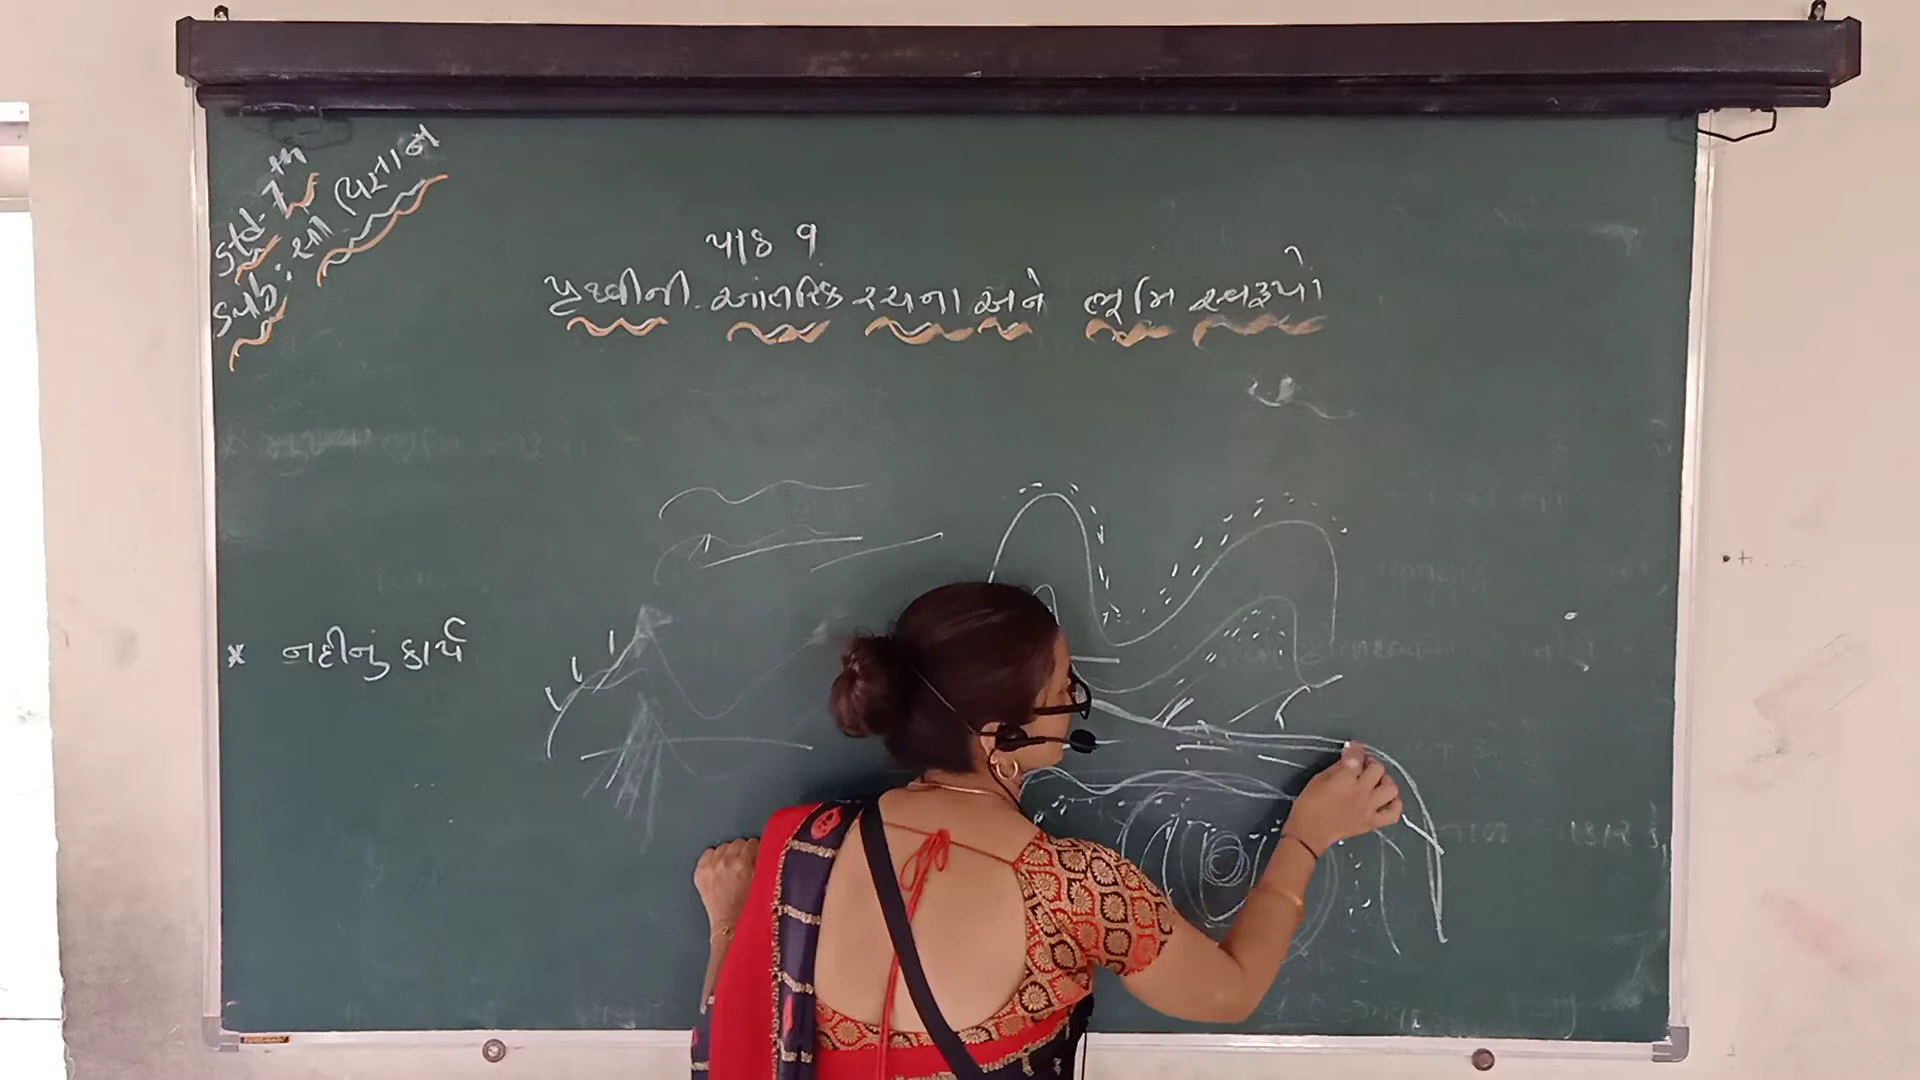 Std-7th
Sub: સા. વિજ્ઞાન
પાઠ ૧
પૃથ્વીની આંતરિક રચના અને ભૂમિ સ્વરૂપો
* નદીનું કાર્ય